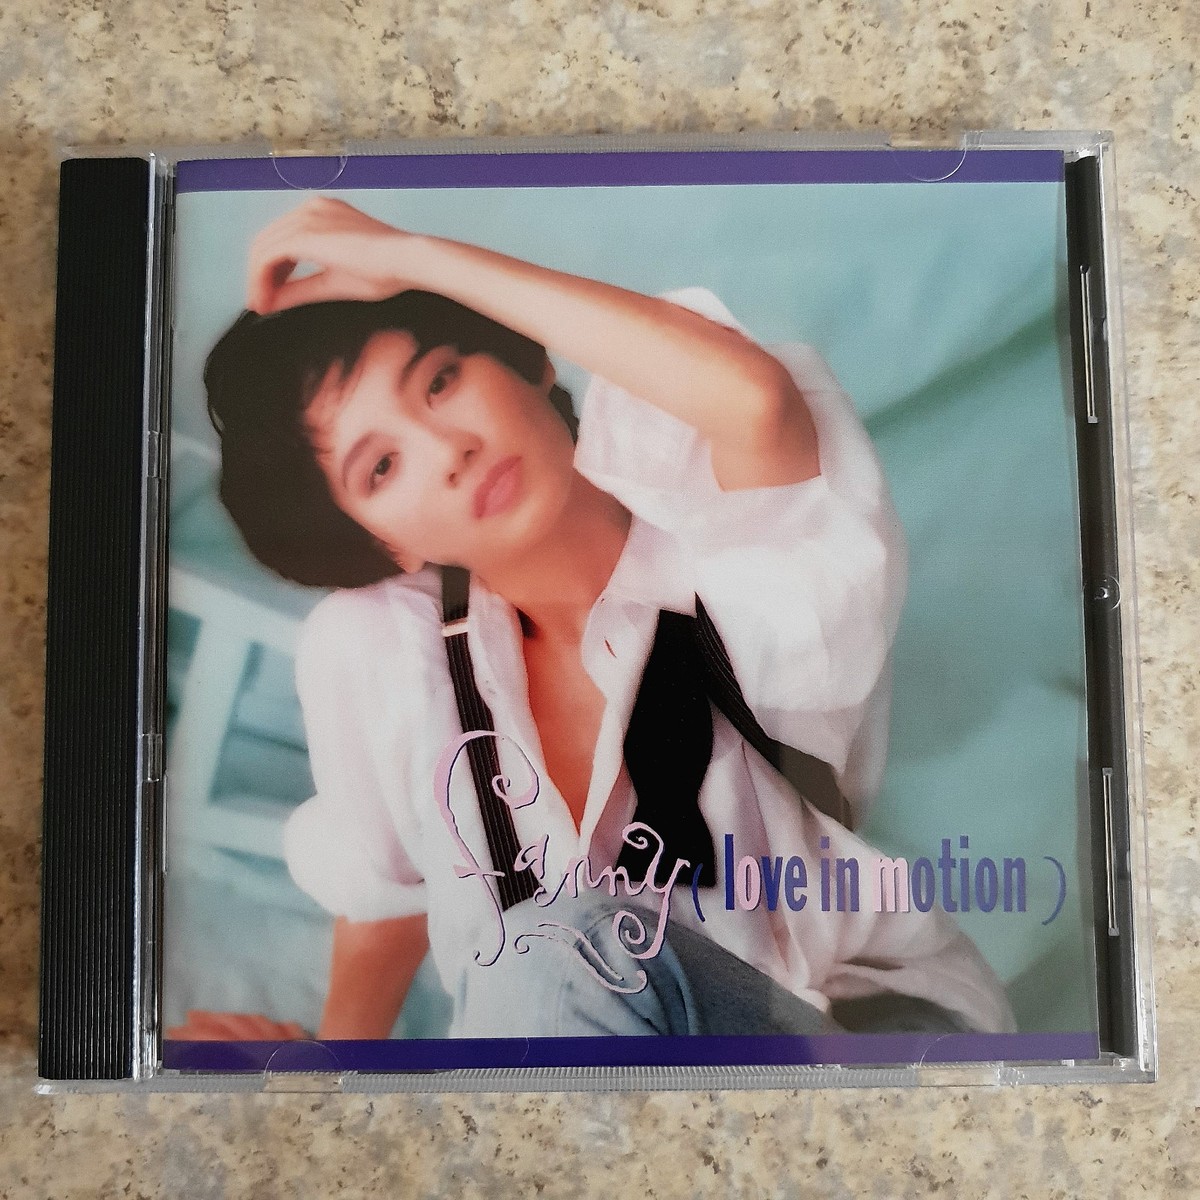 Fanny ( love in motion )